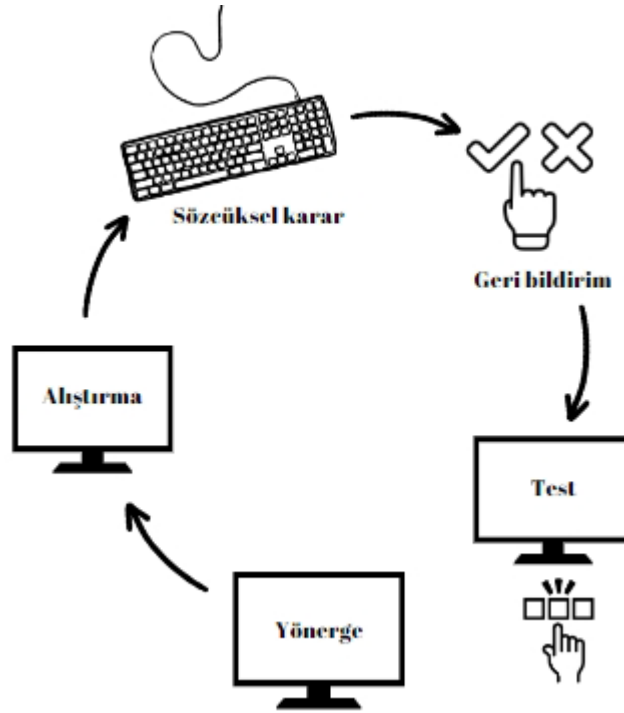 Sözcüksel karar
Geri bildirim
Alıştırma
Test
Yönerge